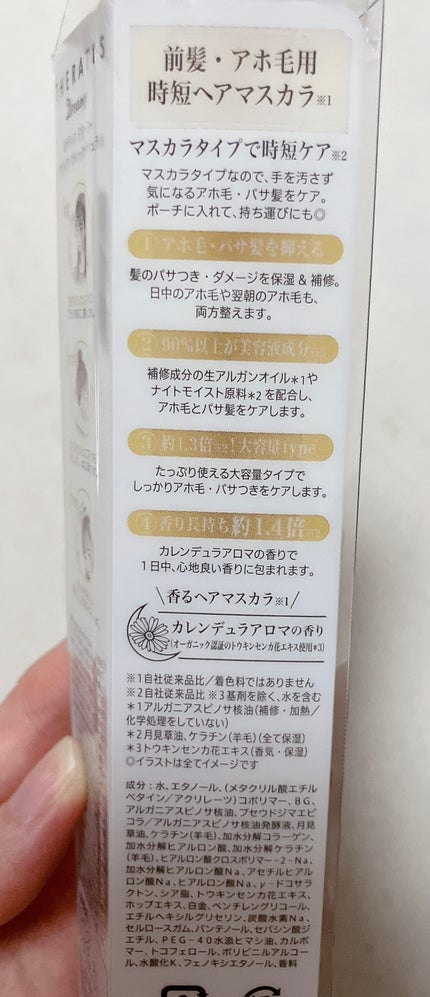 THERATIS
前髪・アホ毛用
時短ヘアマスカラ※1
マスカラタイプで時短ケア※2
マスカラタイプなので、手を汚さず
気になるアホ毛・パサ髪をケア。
ポーチに入れて、持ち運びにも◎
① アホ毛・パサ髪を抑える
髪のパサつき・ダメージを保湿 & 補修。
日中のアホ毛や翌朝のアホ毛も、
両方整えます。
② 90%以上が美容液成分
補修成分の生アルガンオイル*1や
ナイトモイスト原料*2を配合し、
アホ毛とパサ髪をケアします。
③ 約1.3倍 ! 大容量type
たっぷり使える大容量タイプで
しっかりアホ毛・パサつきをケアします。
④ 香り長持ち 約1.4倍
カレンデュラアロマの香りで
1日中、心地良い香りに包まれます。
\ 香るヘアマスカラ※1 /
カレンデュラアロマの香り
(オーガニック認証のトウキンセンカ花エキス使用*3)
※1自社従来品比／着色料ではありません
※2自社従来品比 ※3基剤を除く、水を含む
*1アルガニアスピノサ核油(補修・加熱／
化学処理をしていない)
*2月見草油、ケラチン(羊毛)(全て保湿)
*3トウキンセンカ花エキス(香気・保湿)
◎イラストは全てイメージです
成分：水、エタノール、(メタクリル酸エチル
ベタイン/アクリレーツ)コポリマー、BG、
アルガニアスピノサ核油、プセウドジマエピ
コラ/アルガニアスピノサ核油発酵液、月見
草油、ケラチン(羊毛)、加水分解コラーゲン、
加水分解ヒアルロン酸、加水分解ケラチン
(羊毛)、ヒアルロン酸クロスポリマー-2-Na、
加水分解ヒアルロン酸Na、アセチルヒアル
ロン酸Na、ヒアルロン酸Na、γ-ドコサラ
クトン、シア脂、トウキンセンカ花エキス、
ホップエキス、白金、ペンチレングリコール、
エチルヘキシルグリセリン、炭酸水素Na、
セルロースガム、パンテノール、セバシン酸ジ
エチル、PEG-40水添ヒマシ油、カルボ
マー、トコフェロール、ポリビニルアルコー
ル、水酸化K、フェノキシエタノール、香料